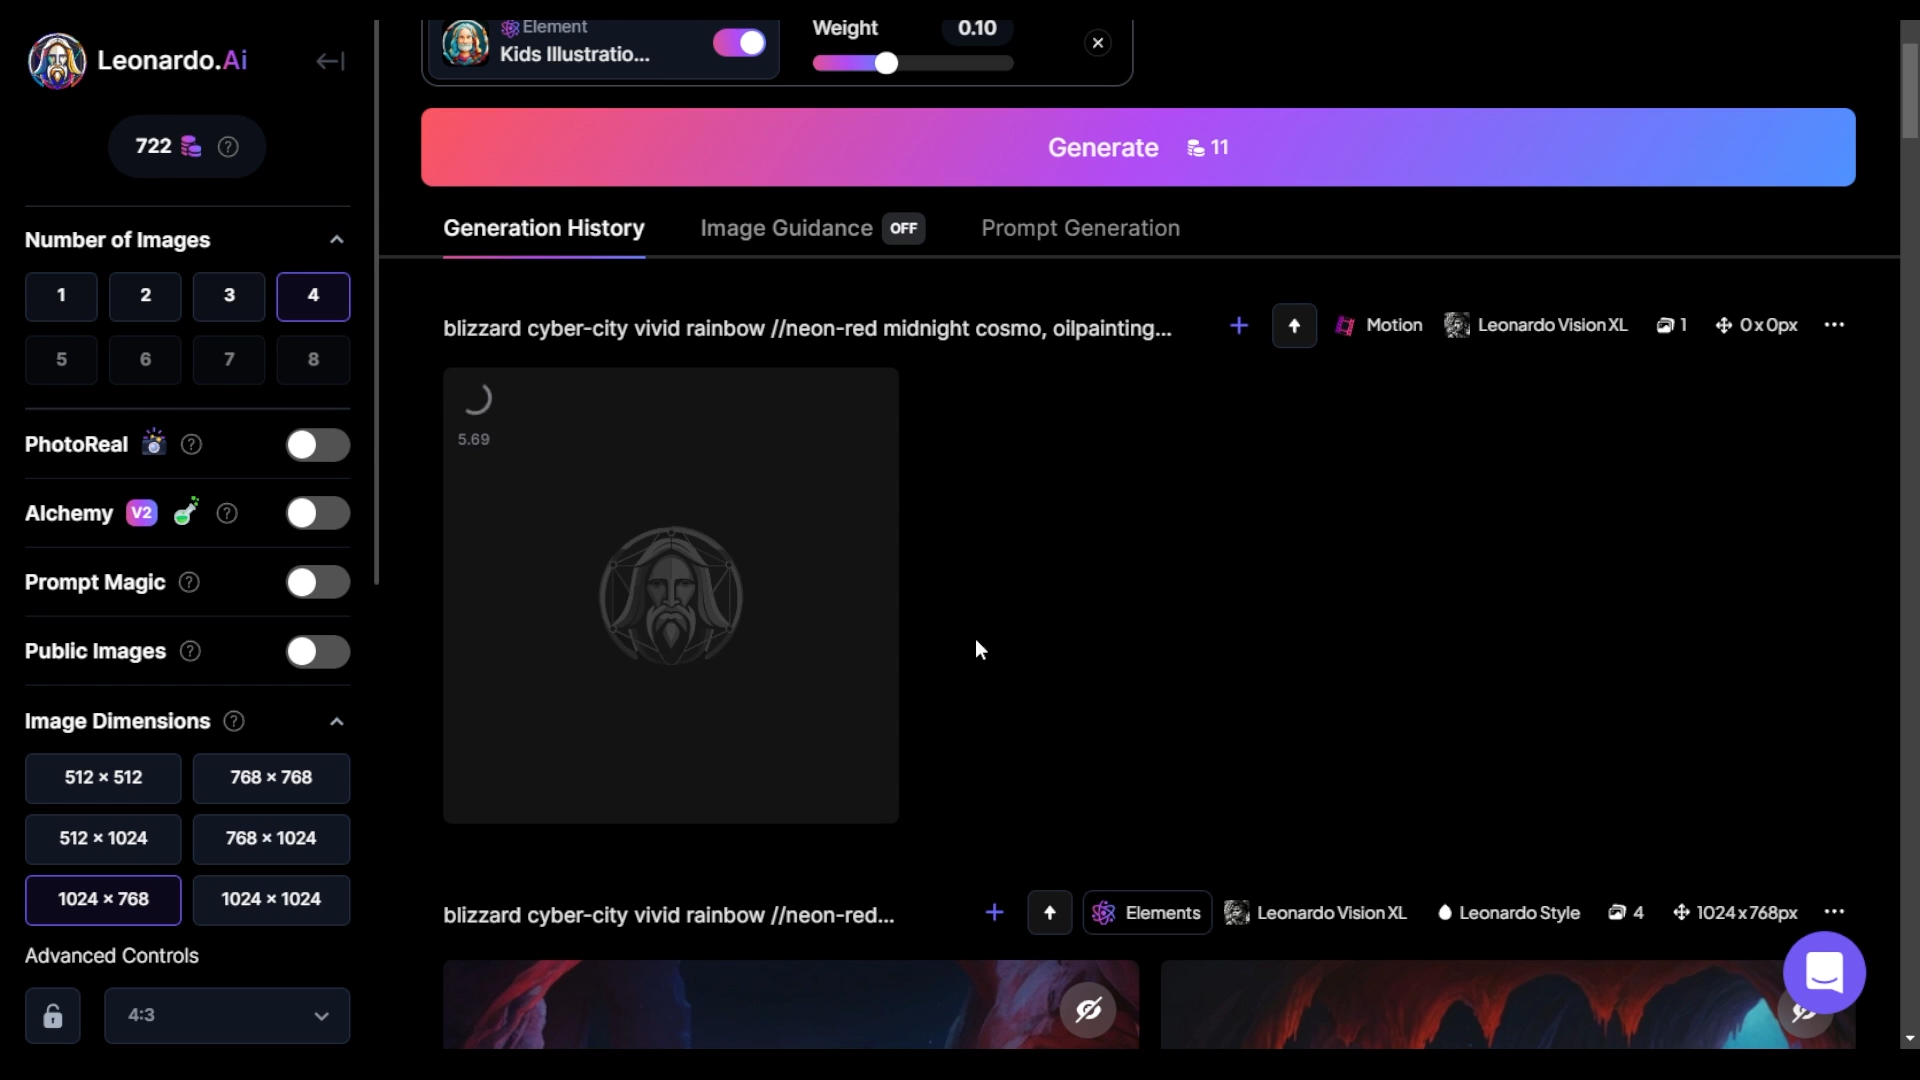 Leonardo.Ai
722
Number of Images
1 2 3 4
5 6 7 8
PhotoReal
Alchemy V2
Prompt Magic
Public Images
Image Dimensions
512 × 512 768 × 768
512 × 1024 768 × 1024
1024 × 768 1024 × 1024
Advanced Controls
4:3
Element
Kids Illustratio...
Weight 0.10
Generate 11
Generation History Image Guidance OFF Prompt Generation
blizzard cyber-city vivid rainbow //neon-red midnight cosmo, oilpainting... Motion Leonardo Vision XL 1 0x0px
5.69
blizzard cyber-city vivid rainbow //neon-red... Elements Leonardo Vision XL Leonardo Style 4 1024x768px